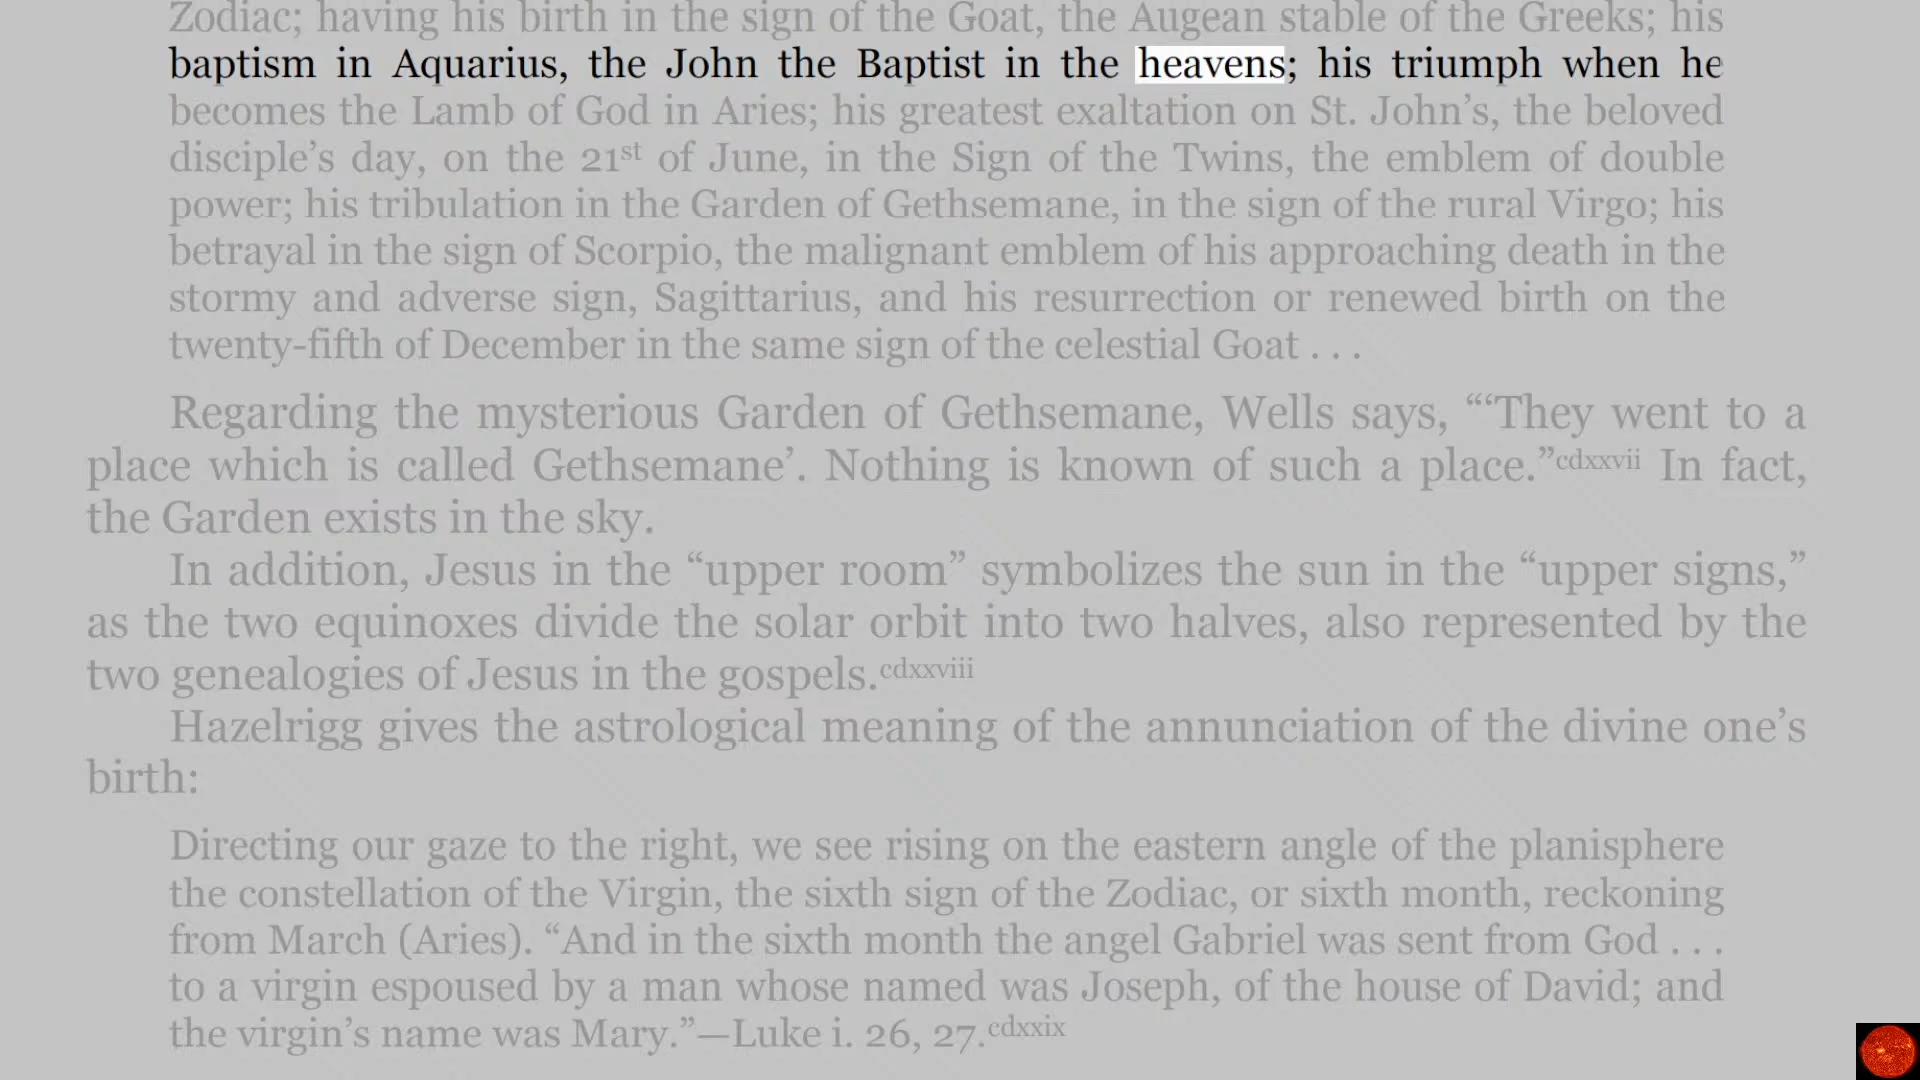 Zodiac; having his birth in the sign of the Goat, the Augean stable of the Greeks; his
baptism in Aquarius, the John the Baptist in the heavens; his triumph when he
becomes the Lamb of God in Aries; his greatest exaltation on St. John’s, the beloved
disciple’s day, on the 21st of June, in the Sign of the Twins, the emblem of double
power; his tribulation in the Garden of Gethsemane, in the sign of the rural Virgo; his
betrayal in the sign of Scorpio, the malignant emblem of his approaching death in the
stormy and adverse sign, Sagittarius, and his resurrection or renewed birth on the
twenty-fifth of December in the same sign of the celestial Goat . . .
Regarding the mysterious Garden of Gethsemane, Wells says, “‘They went to a
place which is called Gethsemane’. Nothing is known of such a place.”cdxxvii In fact,
the Garden exists in the sky.
In addition, Jesus in the “upper room” symbolizes the sun in the “upper signs,”
as the two equinoxes divide the solar orbit into two halves, also represented by the
two genealogies of Jesus in the gospels.cdxxviii
Hazelrigg gives the astrological meaning of the annunciation of the divine one’s
birth:
Directing our gaze to the right, we see rising on the eastern angle of the planisphere
the constellation of the Virgin, the sixth sign of the Zodiac, or sixth month, reckoning
from March (Aries). “And in the sixth month the angel Gabriel was sent from God . . .
to a virgin espoused by a man whose named was Joseph, of the house of David; and
the virgin’s name was Mary.”—Luke i. 26, 27.cdxxix